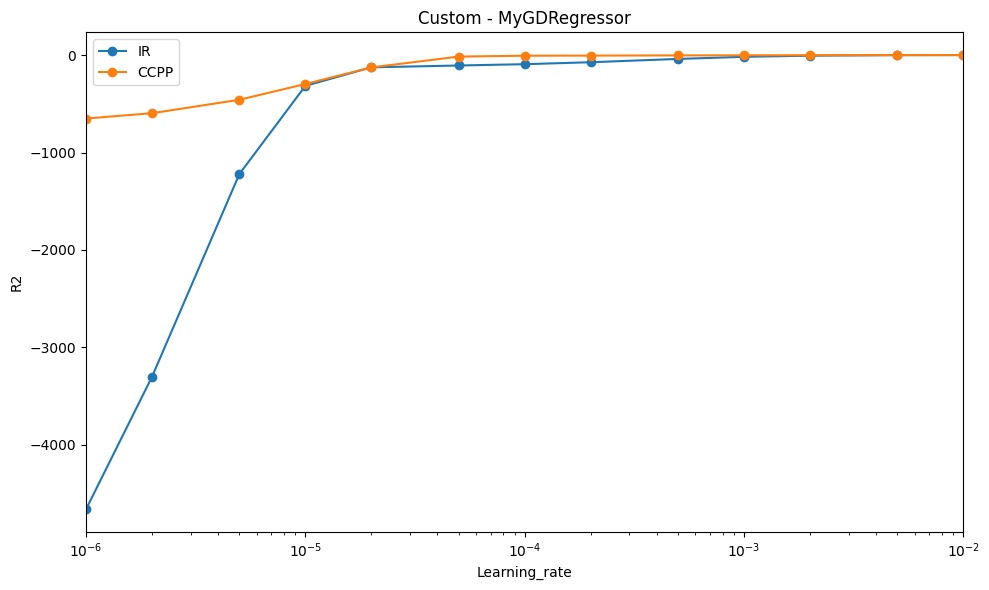 Custom - MyGDRegressor
IR
CCPP
0
−1000
−2000
−3000
−4000
R2
10⁻⁶
10⁻⁵
10⁻⁴
10⁻³
10⁻²
Learning_rate